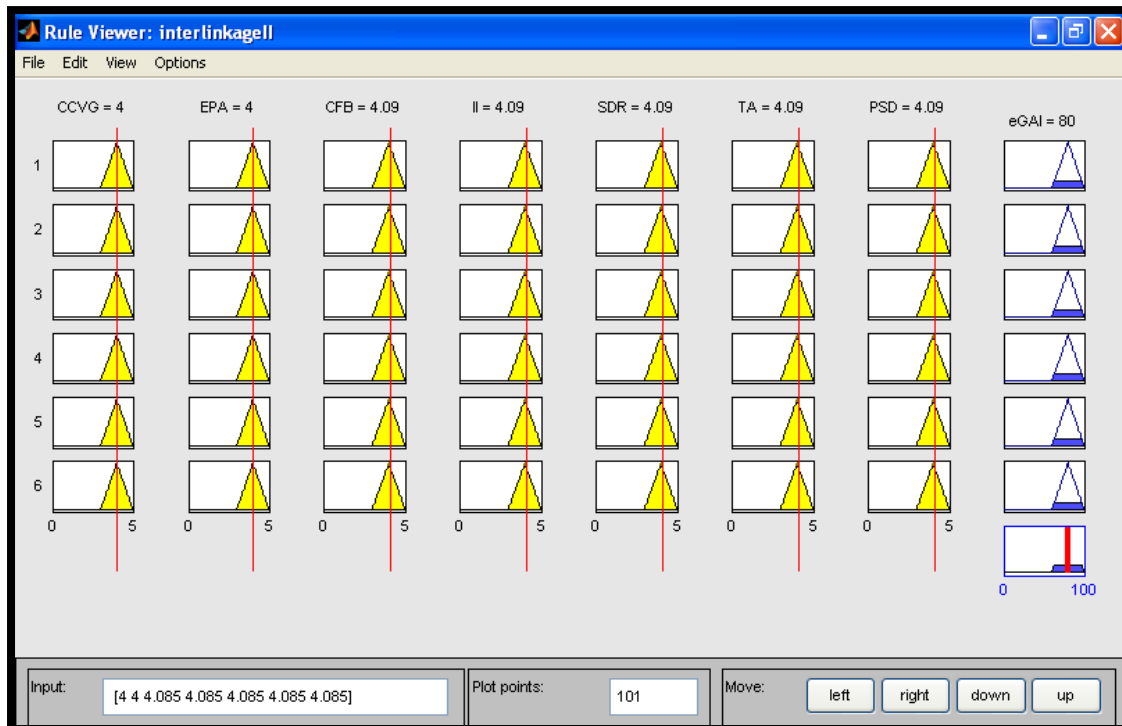 Rule Viewer: interlinkageII
File Edit View Options
CCVG = 4 EPA = 4 CFB = 4.09 II = 4.09 SDR = 4.09 TA = 4.09 PSD = 4.09 eGAI = 80
1
2
3
4
5
6
0 5 0 5 0 5 0 5 0 5 0 5 0 5
0 100
Input: [4 4 4.085 4.085 4.085 4.085 4.085] Plot points: 101 Move: left right down up